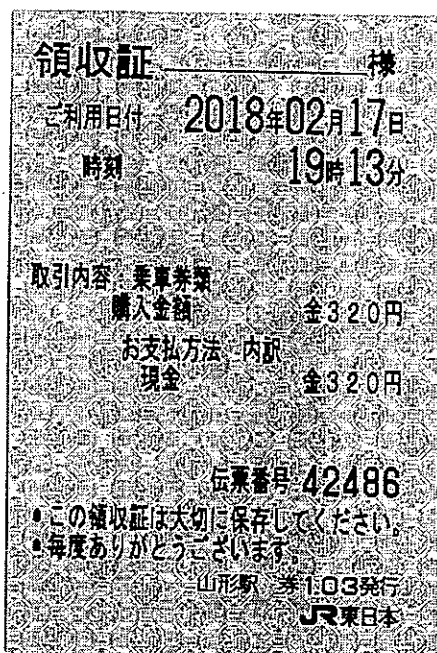 領収証 様
ご利用日付 2018年02月17日
時刻 19時13分
取引内容 乗車券類
購入金額 金320円
お支払方法 内訳
現金 金320円
伝票番号 42486
・この領収証は大切に保存してください。
・毎度ありがとうございます。
山形駅 券103発行
JR東日本